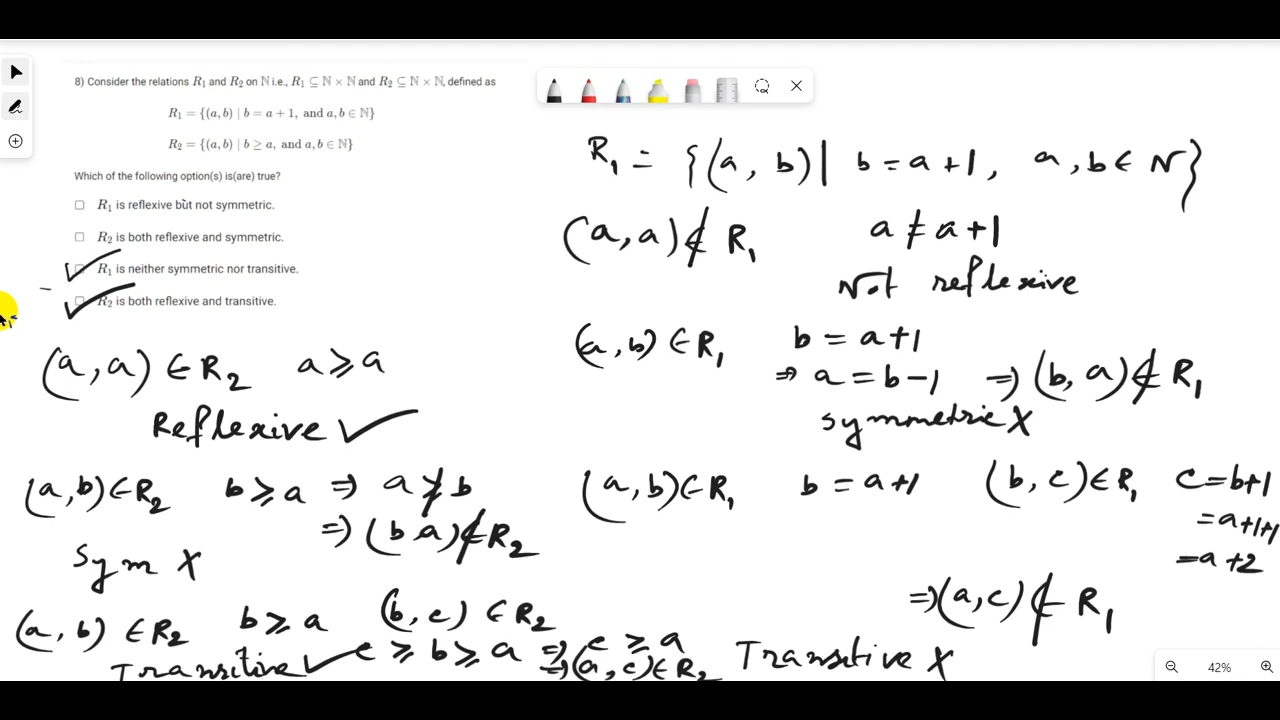 8) Consider the relations R₁ and R₂ on ℕ i.e., R₁ ⊆ ℕ × ℕ and R₂ ⊆ ℕ × ℕ, defined as
R₁ = {(a, b) | b = a + 1, and a, b ∈ ℕ}
R₂ = {(a, b) | b ≥ a, and a, b ∈ ℕ}
Which of the following option(s) is(are) true?
R₁ is reflexive but not symmetric.
R₂ is both reflexive and symmetric.
R₁ is neither symmetric nor transitive.
R₂ is both reflexive and transitive.
(a, a) ∈ R₂ a ⩾ a
Reflexive ✓
(a, b) ∈ R₂ b ⩾ a ⇒ a ≯ b
⇒ (b a) ∉ R₂
Sym X
(a, b) ∈ R₂ b ⩾ a (b, c) ∈ R₂
c ⩾ b ⩾ a ⇒ c ⩾ a
Transitive ✓ ⇒ (a, c) ∈ R₂
R₁ = {(a, b) | b = a + 1, a, b ∈ N}
(a, a) ∉ R₁ a ≠ a + 1
Not reflexive
(a, b) ∈ R₁ b = a + 1
⇒ a = b − 1 ⇒ (b, a) ∉ R₁
Symmetric X
(a, b) ∈ R₁ b = a + 1 (b, c) ∈ R₁ c = b + 1
= a + 1 + 1
= a + 2
⇒ (a, c) ∉ R₁
Transitive X
42%